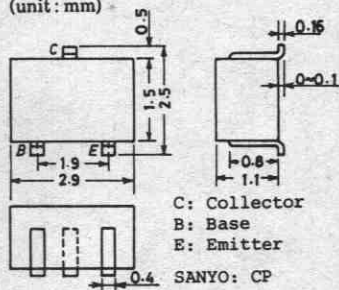 (unit: mm)
C
0.5
1.5
2.5
B
E
1.9
2.9
0.4
0.16
0~0.1
0.8
1.1
C: Collector
B: Base
E: Emitter
SANYO: CP